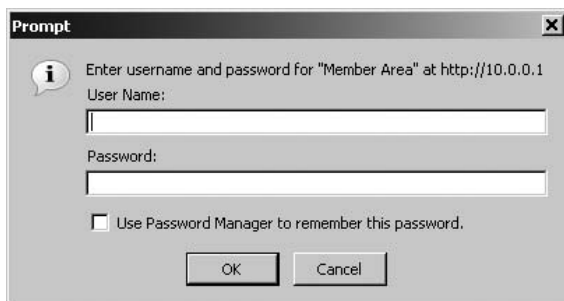 Prompt
Enter username and password for "Member Area" at http://10.0.0.1
User Name:
Password:
Use Password Manager to remember this password.
OK Cancel